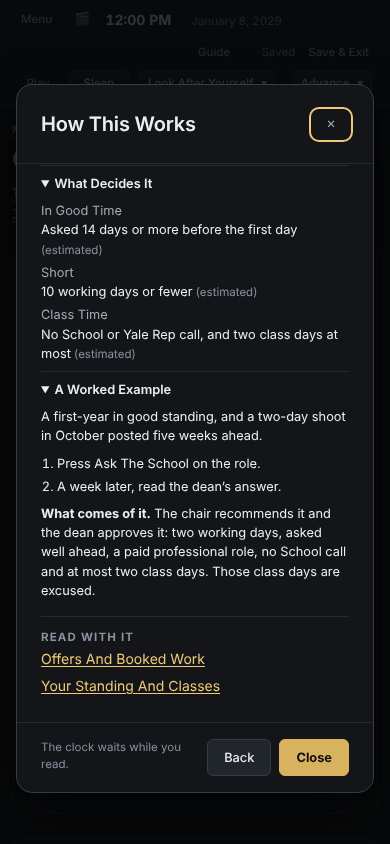 Menu 🎬 12:00 PM January 8, 2029
Guide Saved Save & Exit
Play Sleep Look After Yourself ▾ Advance ▾
How This Works
×
▼ What Decides It
In Good Time
Asked 14 days or more before the first day
(estimated)
Short
10 working days or fewer (estimated)
Class Time
No School or Yale Rep call, and two class days at
most (estimated)
▼ A Worked Example
A first-year in good standing, and a two-day shoot
in October posted five weeks ahead.
1. Press Ask The School on the role.
2. A week later, read the dean’s answer.
What comes of it. The chair recommends it and
the dean approves it: two working days, asked
well ahead, a paid professional role, no School call
and at most two class days. Those class days are
excused.
READ WITH IT
Offers And Booked Work
Your Standing And Classes
The clock waits while you
read.
Back
Close